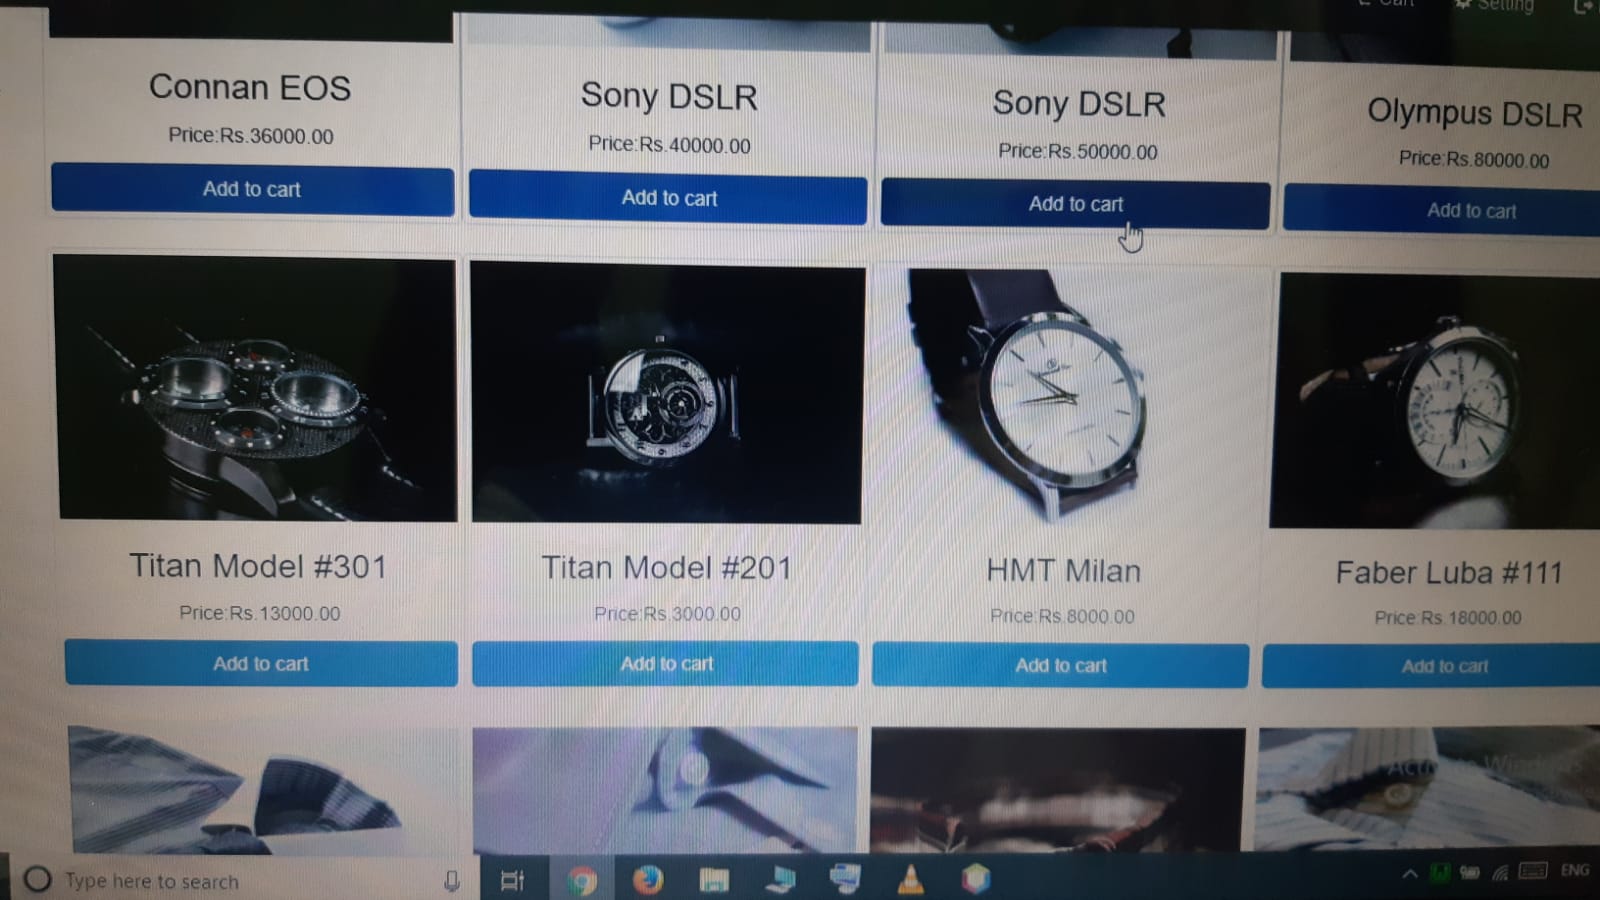 Cart
Setting
Connan EOS
Sony DSLR
Sony DSLR
Olympus DSLR
Price:Rs.36000.00
Price:Rs.40000.00
Price:Rs.50000.00
Price:Rs.80000.00
Add to cart
Add to cart
Add to cart
Add to cart
Titan Model #301
Titan Model #201
HMT Milan
Faber Luba #111
Price:Rs.13000.00
Price:Rs.3000.00
Price:Rs.8000.00
Price:Rs.18000.00
Add to cart
Add to cart
Add to cart
Add to cart
Type here to search
ENG